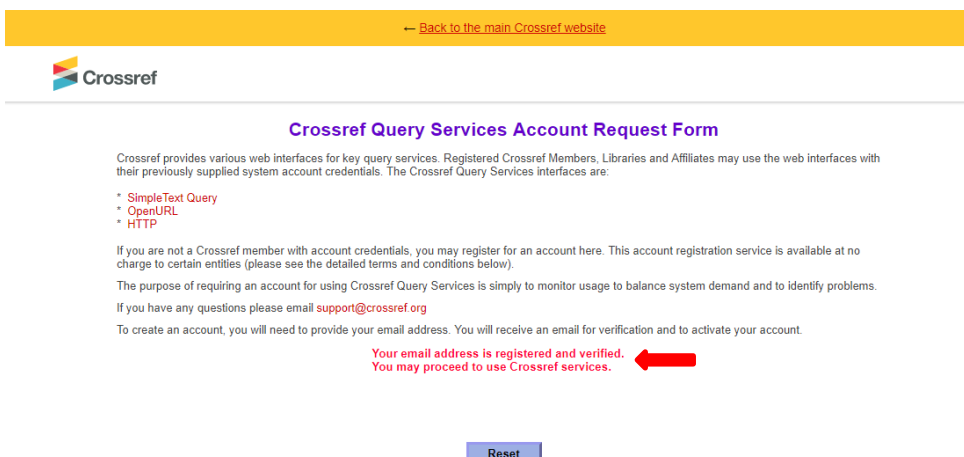 ← Back to the main Crossref website
Crossref
Crossref Query Services Account Request Form
Crossref provides various web interfaces for key query services. Registered Crossref Members, Libraries and Affiliates may use the web interfaces with
their previously supplied system account credentials. The Crossref Query Services interfaces are:
* SimpleText Query
* OpenURL
* HTTP
If you are not a Crossref member with account credentials, you may register for an account here. This account registration service is available at no
charge to certain entities (please see the detailed terms and conditions below).
The purpose of requiring an account for using Crossref Query Services is simply to monitor usage to balance system demand and to identify problems.
If you have any questions please email support@crossref.org
To create an account, you will need to provide your email address. You will receive an email for verification and to activate your account.
Your email address is registered and verified.
You may proceed to use Crossref services.
Reset